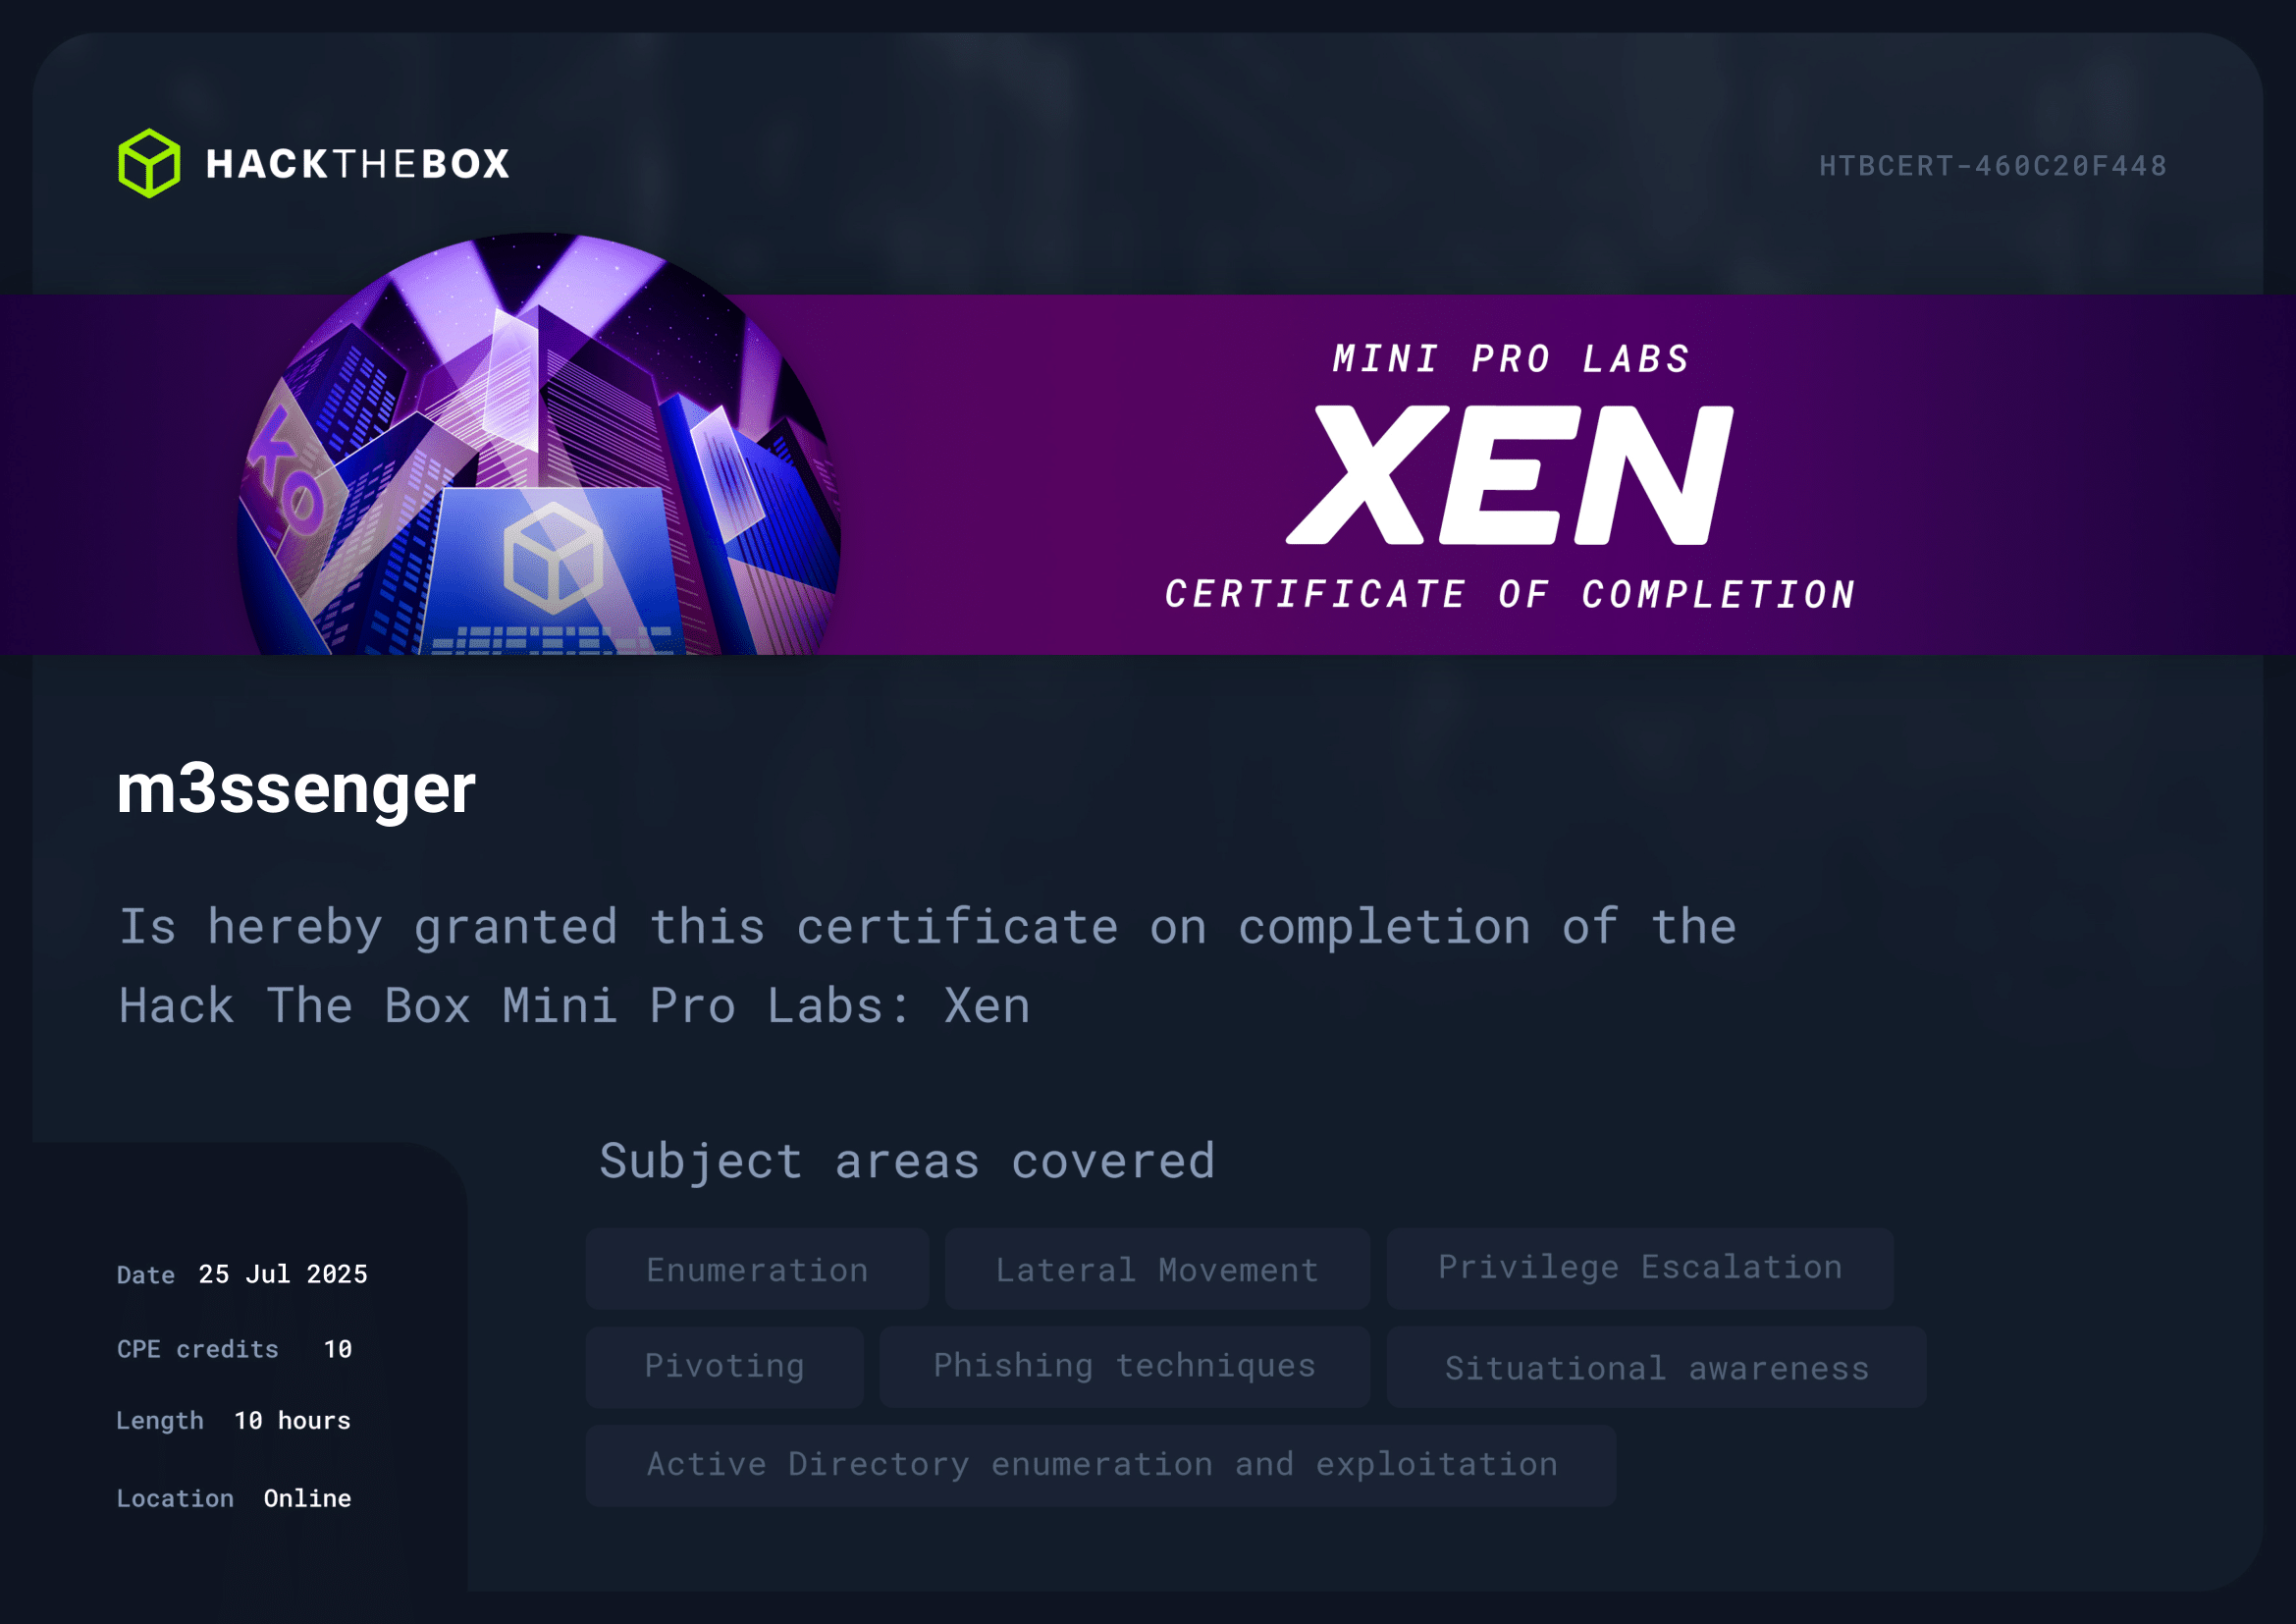 HACKTHEBOX
HTBCERT-460C20F448
MINI PRO LABS
XEN
CERTIFICATE OF COMPLETION
KO
m3ssenger
Is hereby granted this certificate on completion of the
Hack The Box Mini Pro Labs: Xen
Subject areas covered
Enumeration
Lateral Movement
Privilege Escalation
Pivoting
Phishing techniques
Situational awareness
Active Directory enumeration and exploitation
Date 25 Jul 2025
CPE credits 10
Length 10 hours
Location Online